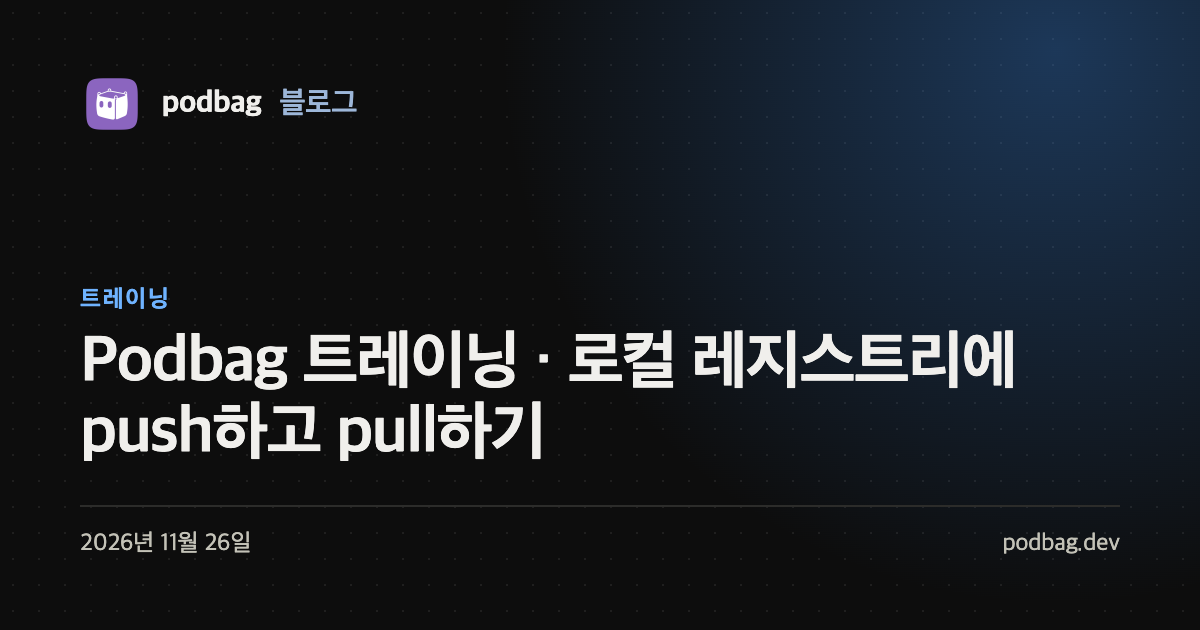 podbag 블로그
트레이닝
Podbag 트레이닝 · 로컬 레지스트리에
push하고 pull하기
2026년 11월 26일
podbag.dev